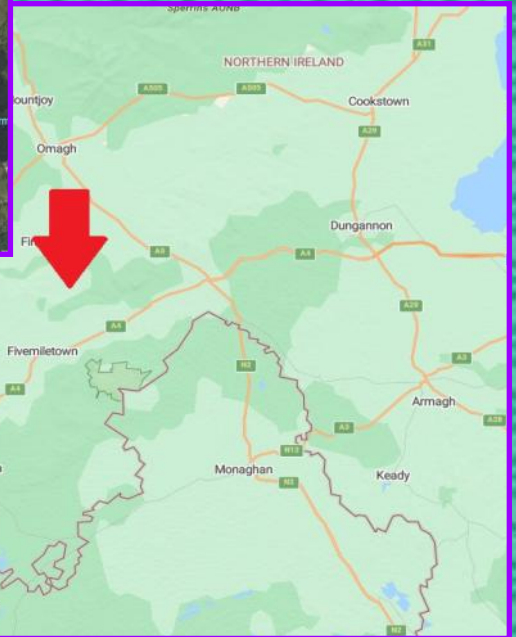 Sperrins AONB
A31
NORTHERN IRELAND
A505
A505
ountjoy
Cookstown
A29
Omagh
Dungannon
Fin
A5
A4
A29
A4
Fivemiletown
A3
N2
A4
Armagh
A3
A28
N12
Monaghan
Keady
N2
N2